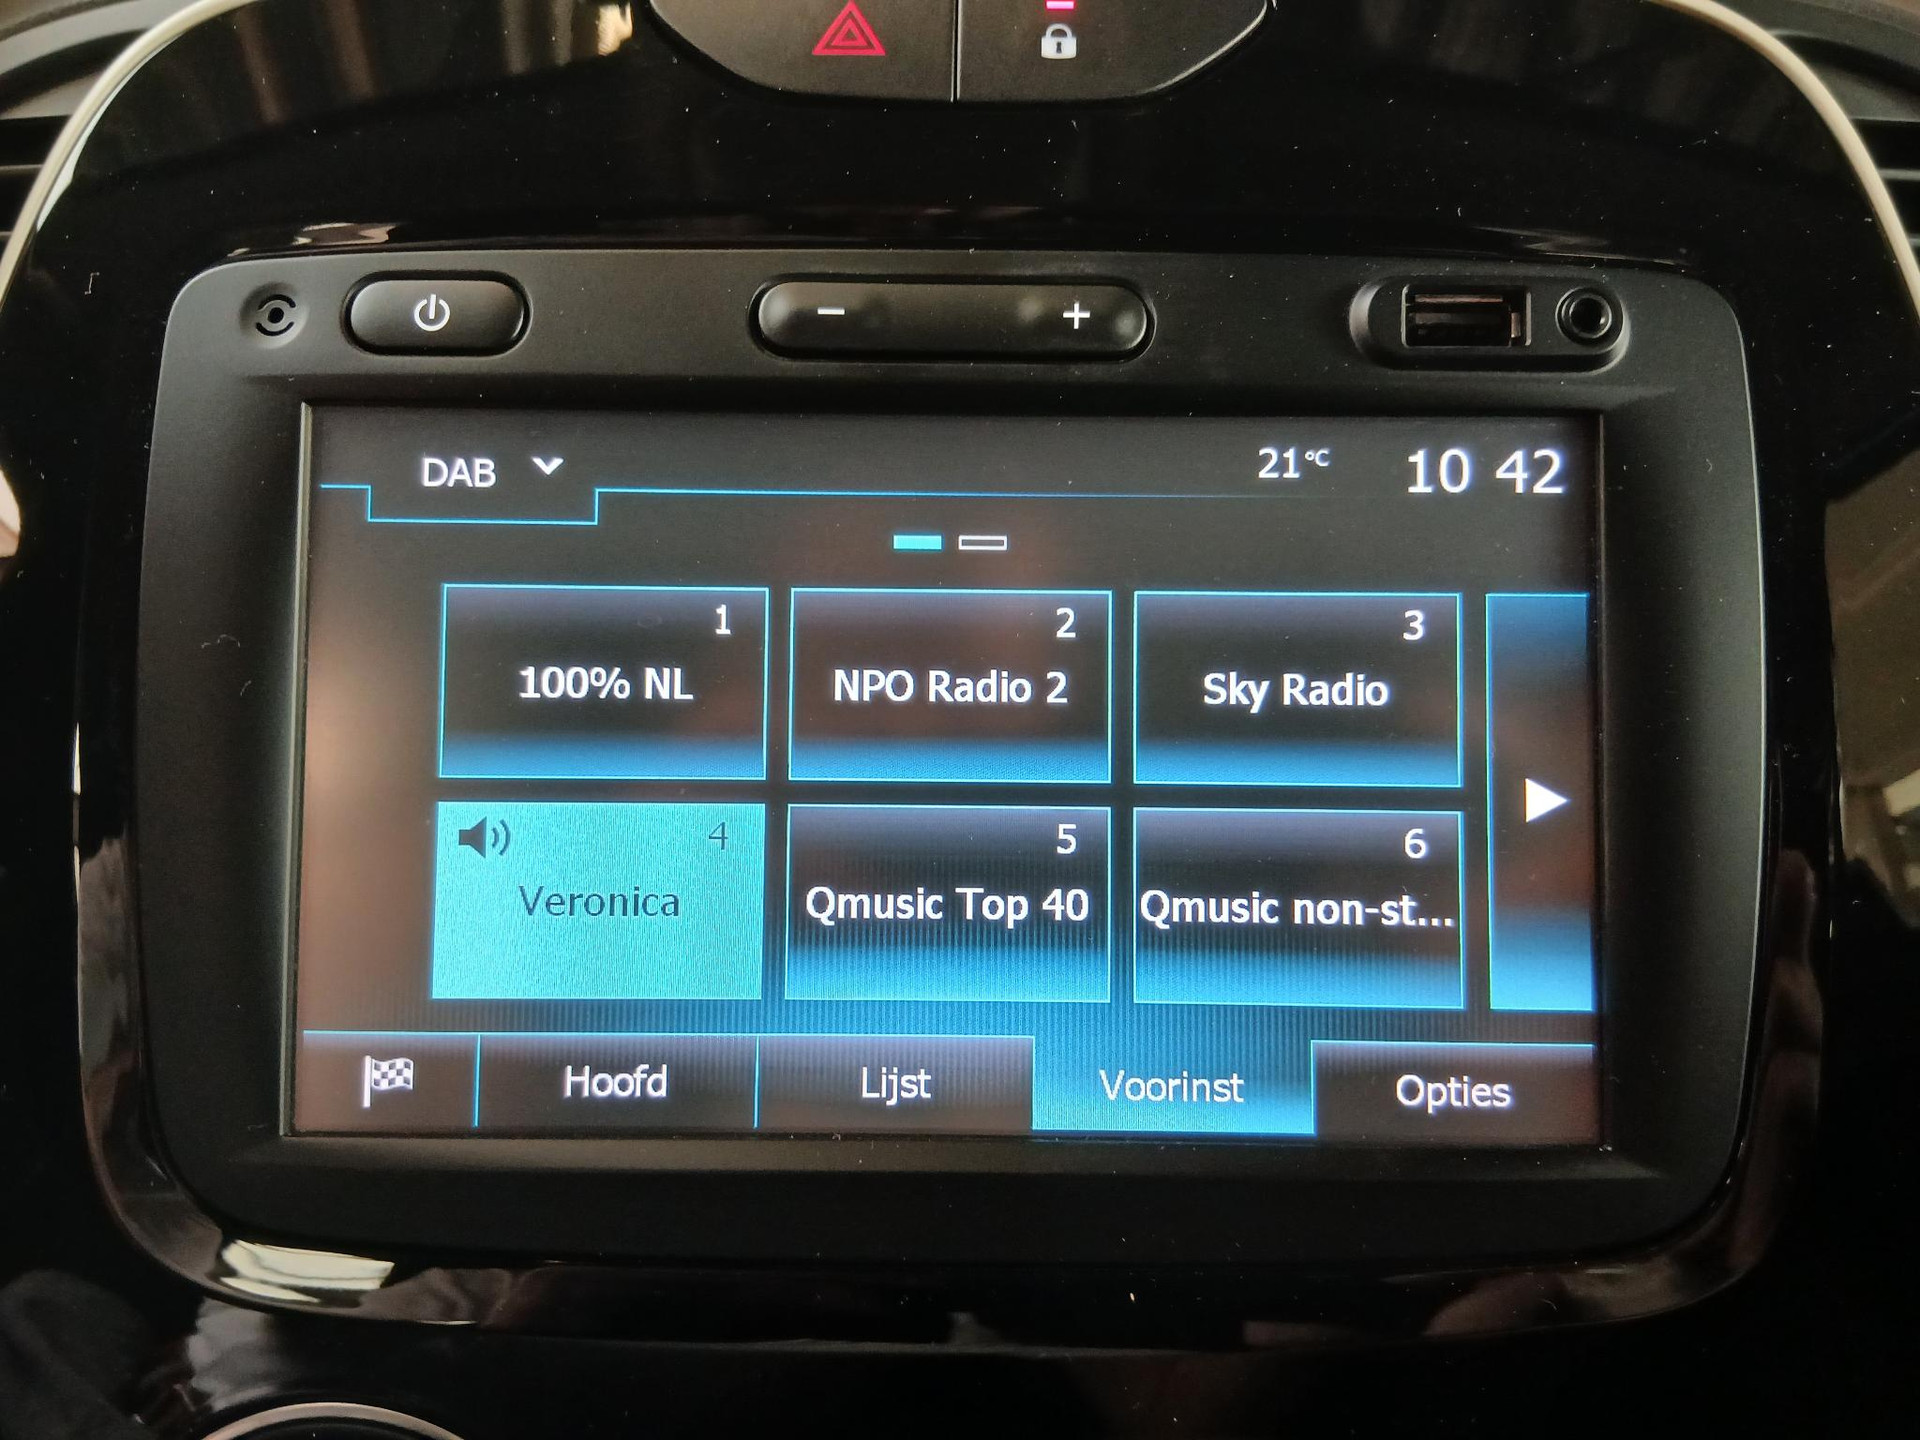 DAB 21°C 10 42
1 2 3
100% NL NPO Radio 2 Sky Radio
4 5 6
Veronica Qmusic Top 40 Qmusic non-st...
Hoofd Lijst Voorinst Opties